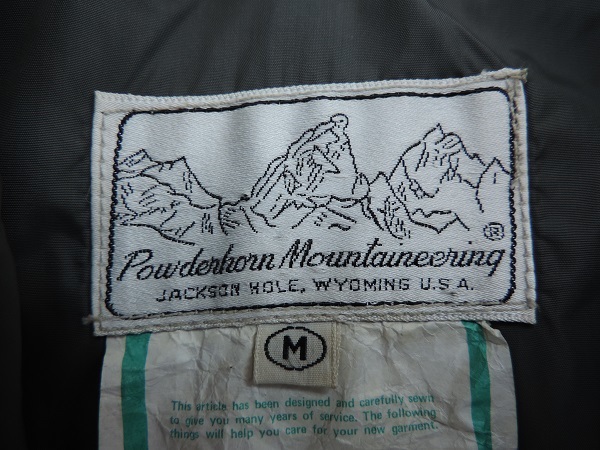 ®
Powderhorn Mountaineering
JACKSON HOLE, WYOMING U.S.A.
M
This article has been designed and carefully sewn
to give you many years of service. The following
things will help you care for your new garment.